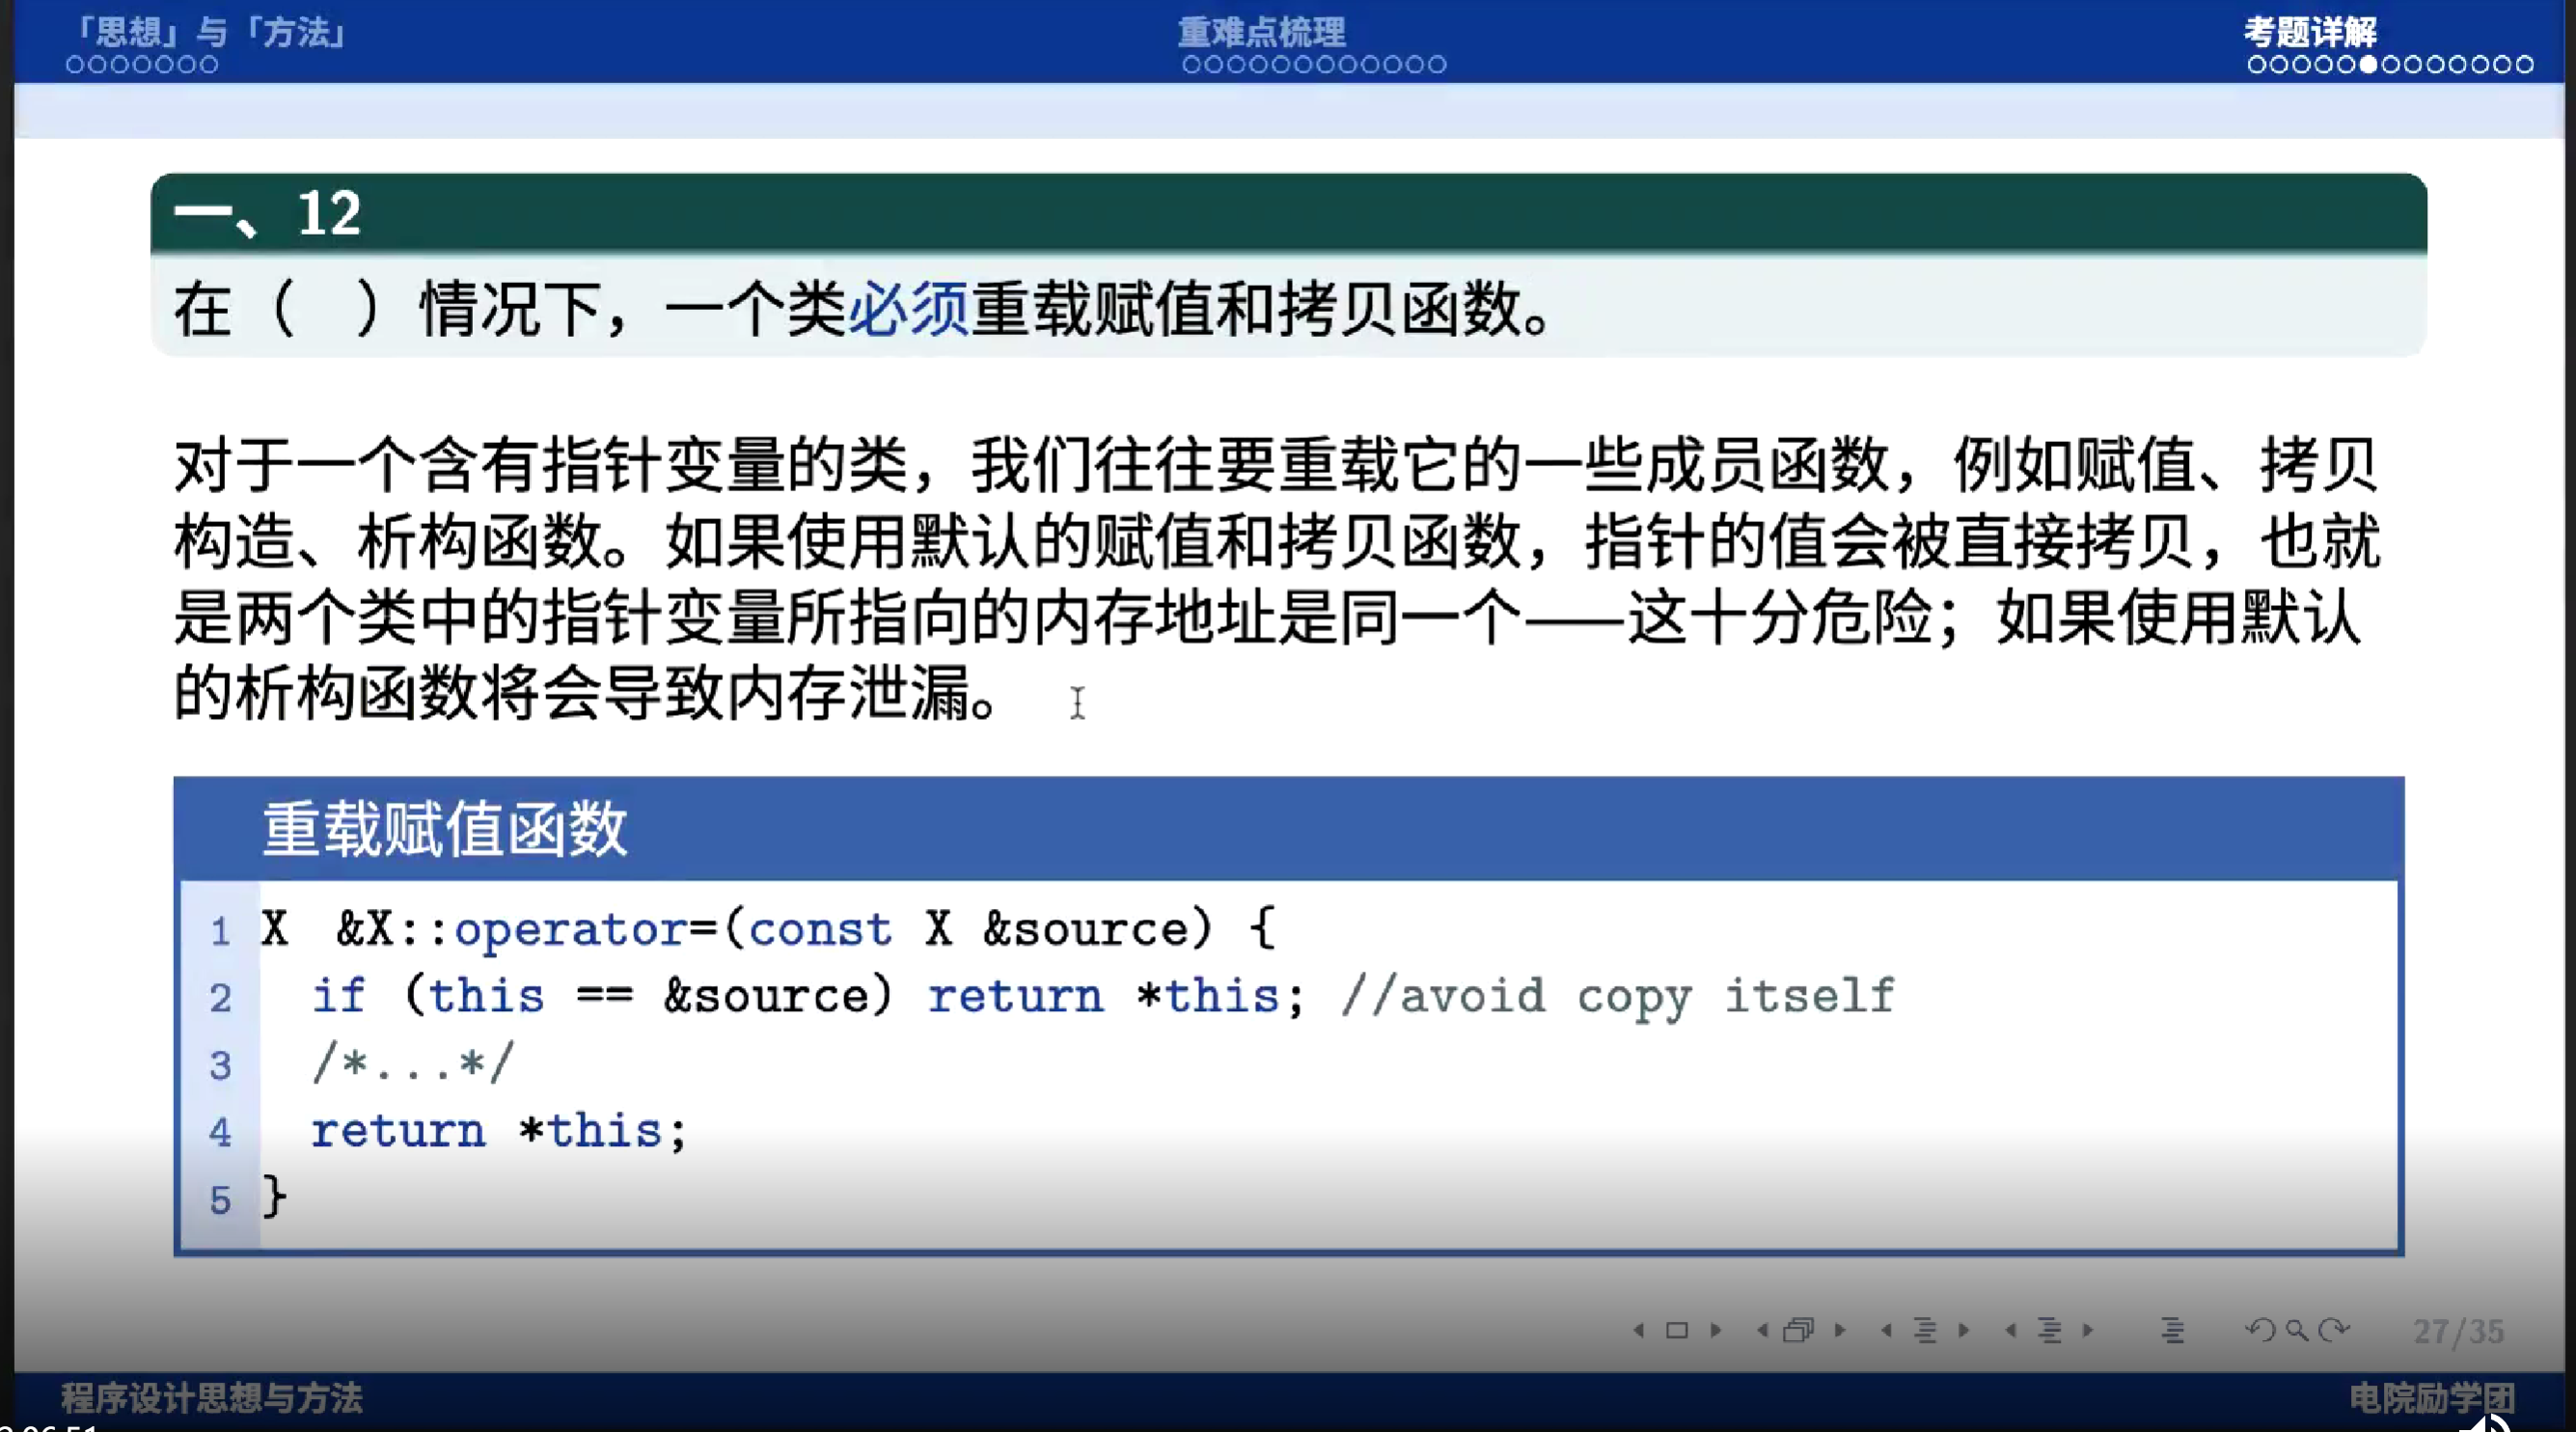 「思想」与「方法」
重难点梳理
考题详解
一、12
在（ ）情况下，一个类必须重载赋值和拷贝函数。
对于一个含有指针变量的类，我们往往要重载它的一些成员函数，例如赋值、拷贝
构造、析构函数。如果使用默认的赋值和拷贝函数，指针的值会被直接拷贝，也就
是两个类中的指针变量所指向的内存地址是同一个——这十分危险；如果使用默认
的析构函数将会导致内存泄漏。
重载赋值函数
1 X &X::operator=(const X &source) {
2 if (this == &source) return *this; //avoid copy itself
3 /*...*/
4 return *this;
5 }
27/35
程序设计思想与方法
电院励学团